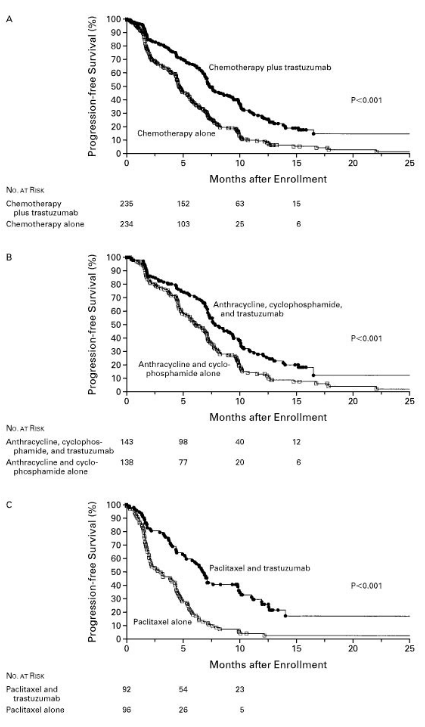 A
Progression-free Survival (%)
100
90
80
70
60
50
40
30
20
10
0
Chemotherapy plus trastuzumab
P<0.001
Chemotherapy alone
0 5 10 15 20 25
Months after Enrollment
NO. AT RISK
Chemotherapy
plus trastuzumab
235 152 63 15
Chemotherapy alone 234 103 25 6
B
Progression-free Survival (%)
100
90
80
70
60
50
40
30
20
10
0
Anthracycline, cyclophosphamide,
and trastuzumab
P<0.001
Anthracycline and cyclo-
phosphamide alone
0 5 10 15 20 25
Months after Enrollment
NO. AT RISK
Anthracycline, cyclophos-
phamide, and trastuzumab
143 98 40 12
Anthracycline and cyclo-
phosphamide alone
138 77 20 6
C
Progression-free Survival (%)
100
90
80
70
60
50
40
30
20
10
0
Paclitaxel and trastuzumab
P<0.001
Paclitaxel alone
0 5 10 15 20 25
Months after Enrollment
NO. AT RISK
Paclitaxel and
trastuzumab
92 54 23
Paclitaxel alone 96 26 5